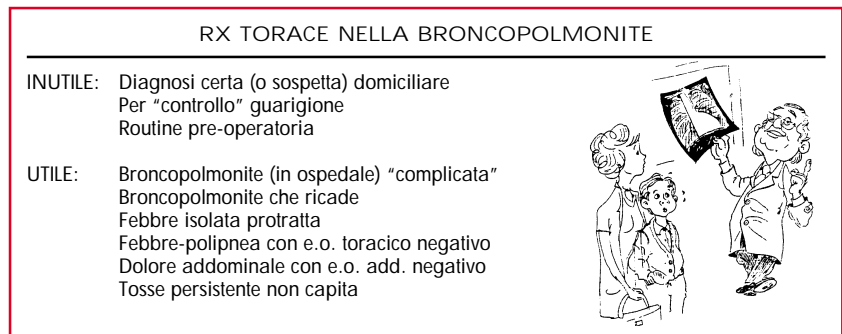 RX TORACE NELLA BRONCOPOLMONITE
INUTILE: Diagnosi certa (o sospetta) domiciliare
Per “controllo” guarigione
Routine pre-operatoria
UTILE: Broncopolmonite (in ospedale) “complicata”
Broncopolmonite che ricade
Febbre isolata protratta
Febbre-polipnea con e.o. toracico negativo
Dolore addominale con e.o. add. negativo
Tosse persistente non capita